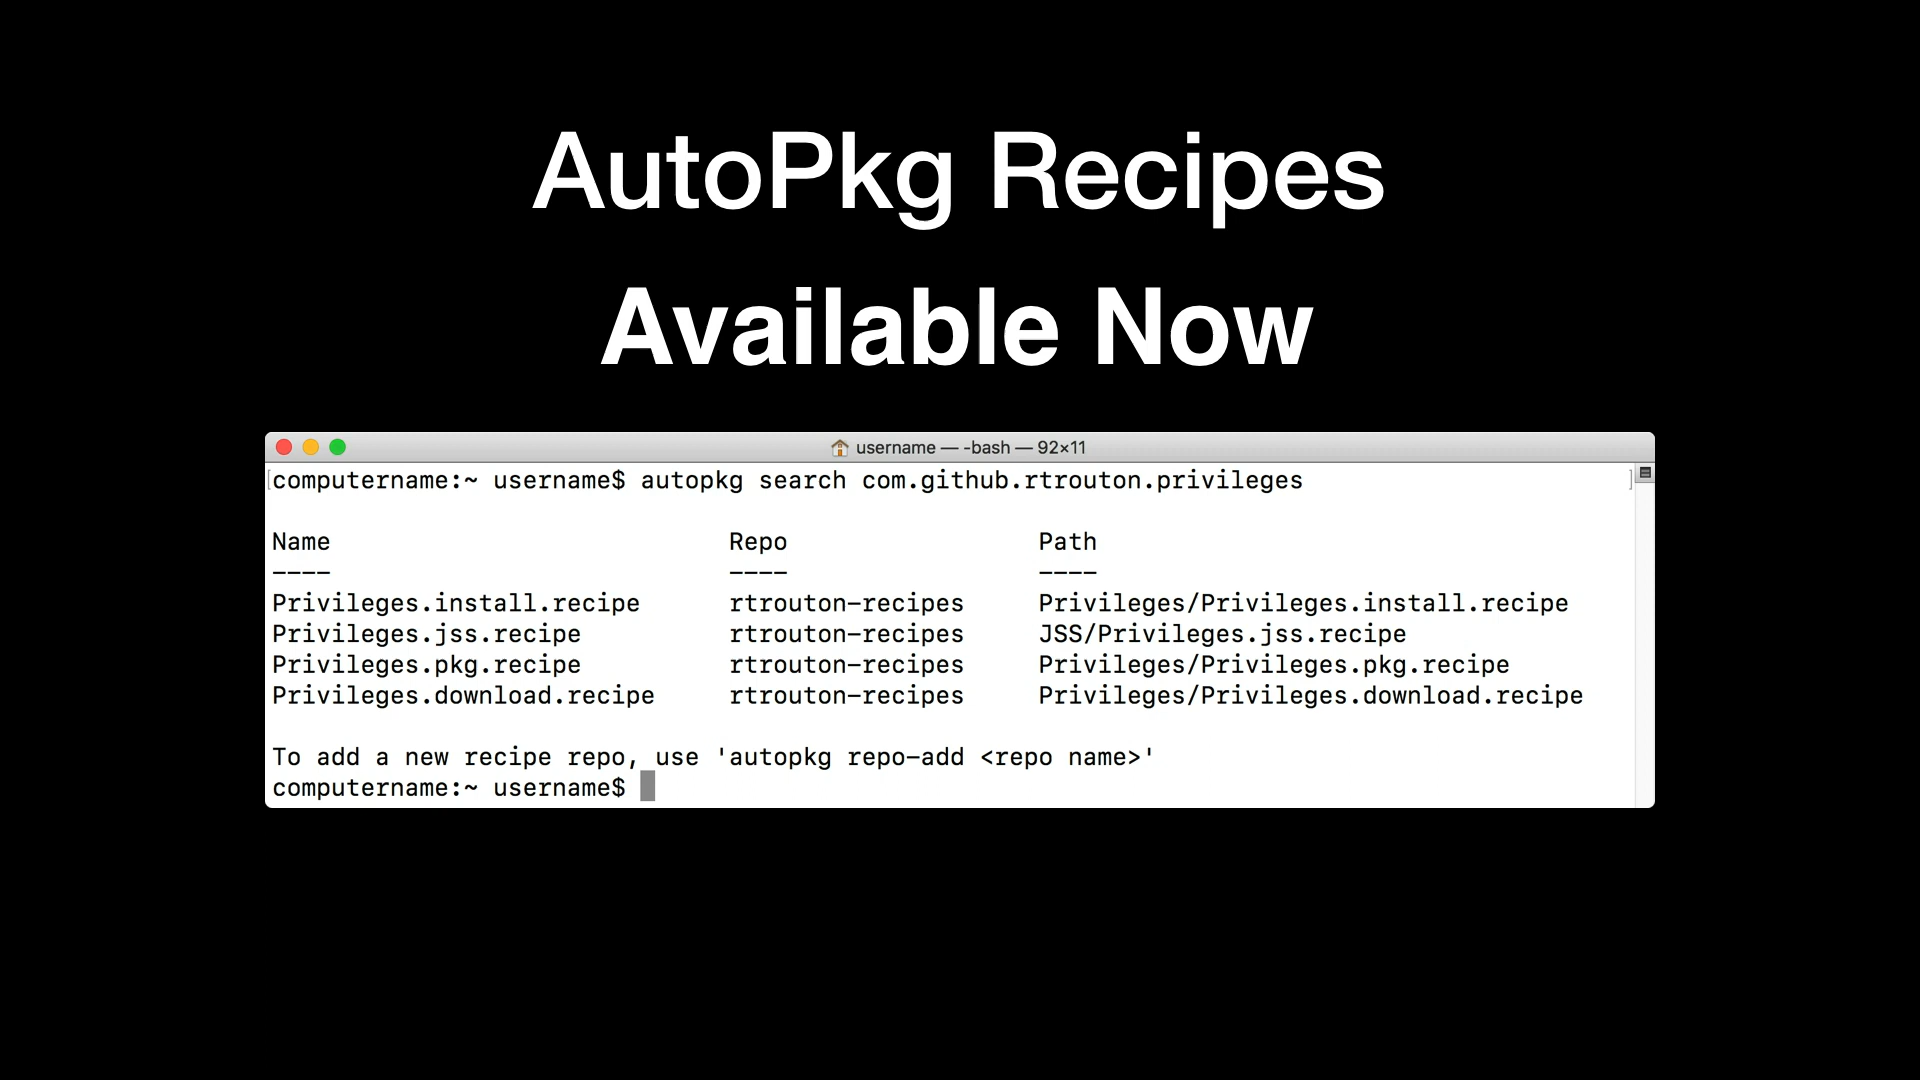 AutoPkg Recipes
Available Now
username — -bash — 92×11
computername:~ username$ autopkg search com.github.rtrouton.privileges
Name Repo Path
---- ---- ----
Privileges.install.recipe rtrouton-recipes Privileges/Privileges.install.recipe
Privileges.jss.recipe rtrouton-recipes JSS/Privileges.jss.recipe
Privileges.pkg.recipe rtrouton-recipes Privileges/Privileges.pkg.recipe
Privileges.download.recipe rtrouton-recipes Privileges/Privileges.download.recipe
To add a new recipe repo, use 'autopkg repo-add <repo name>'
computername:~ username$